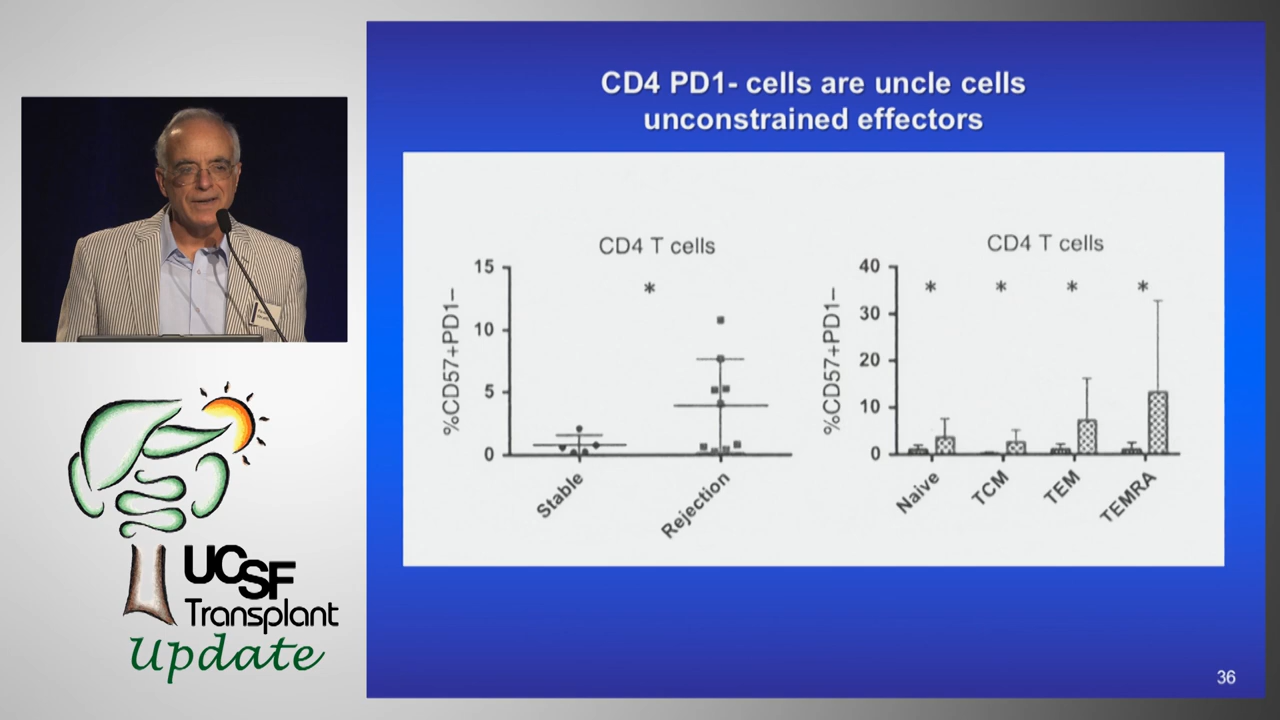 CD4 PD1- cells are uncle cells
unconstrained effectors
CD4 T cells
15
10
5
0
%CD57+PD1–
*
Stable
Rejection
CD4 T cells
40
30
20
10
0
%CD57+PD1–
* * * *
Naive
TCM
TEM
TEMRA
UCSF
Transplant
Update
36